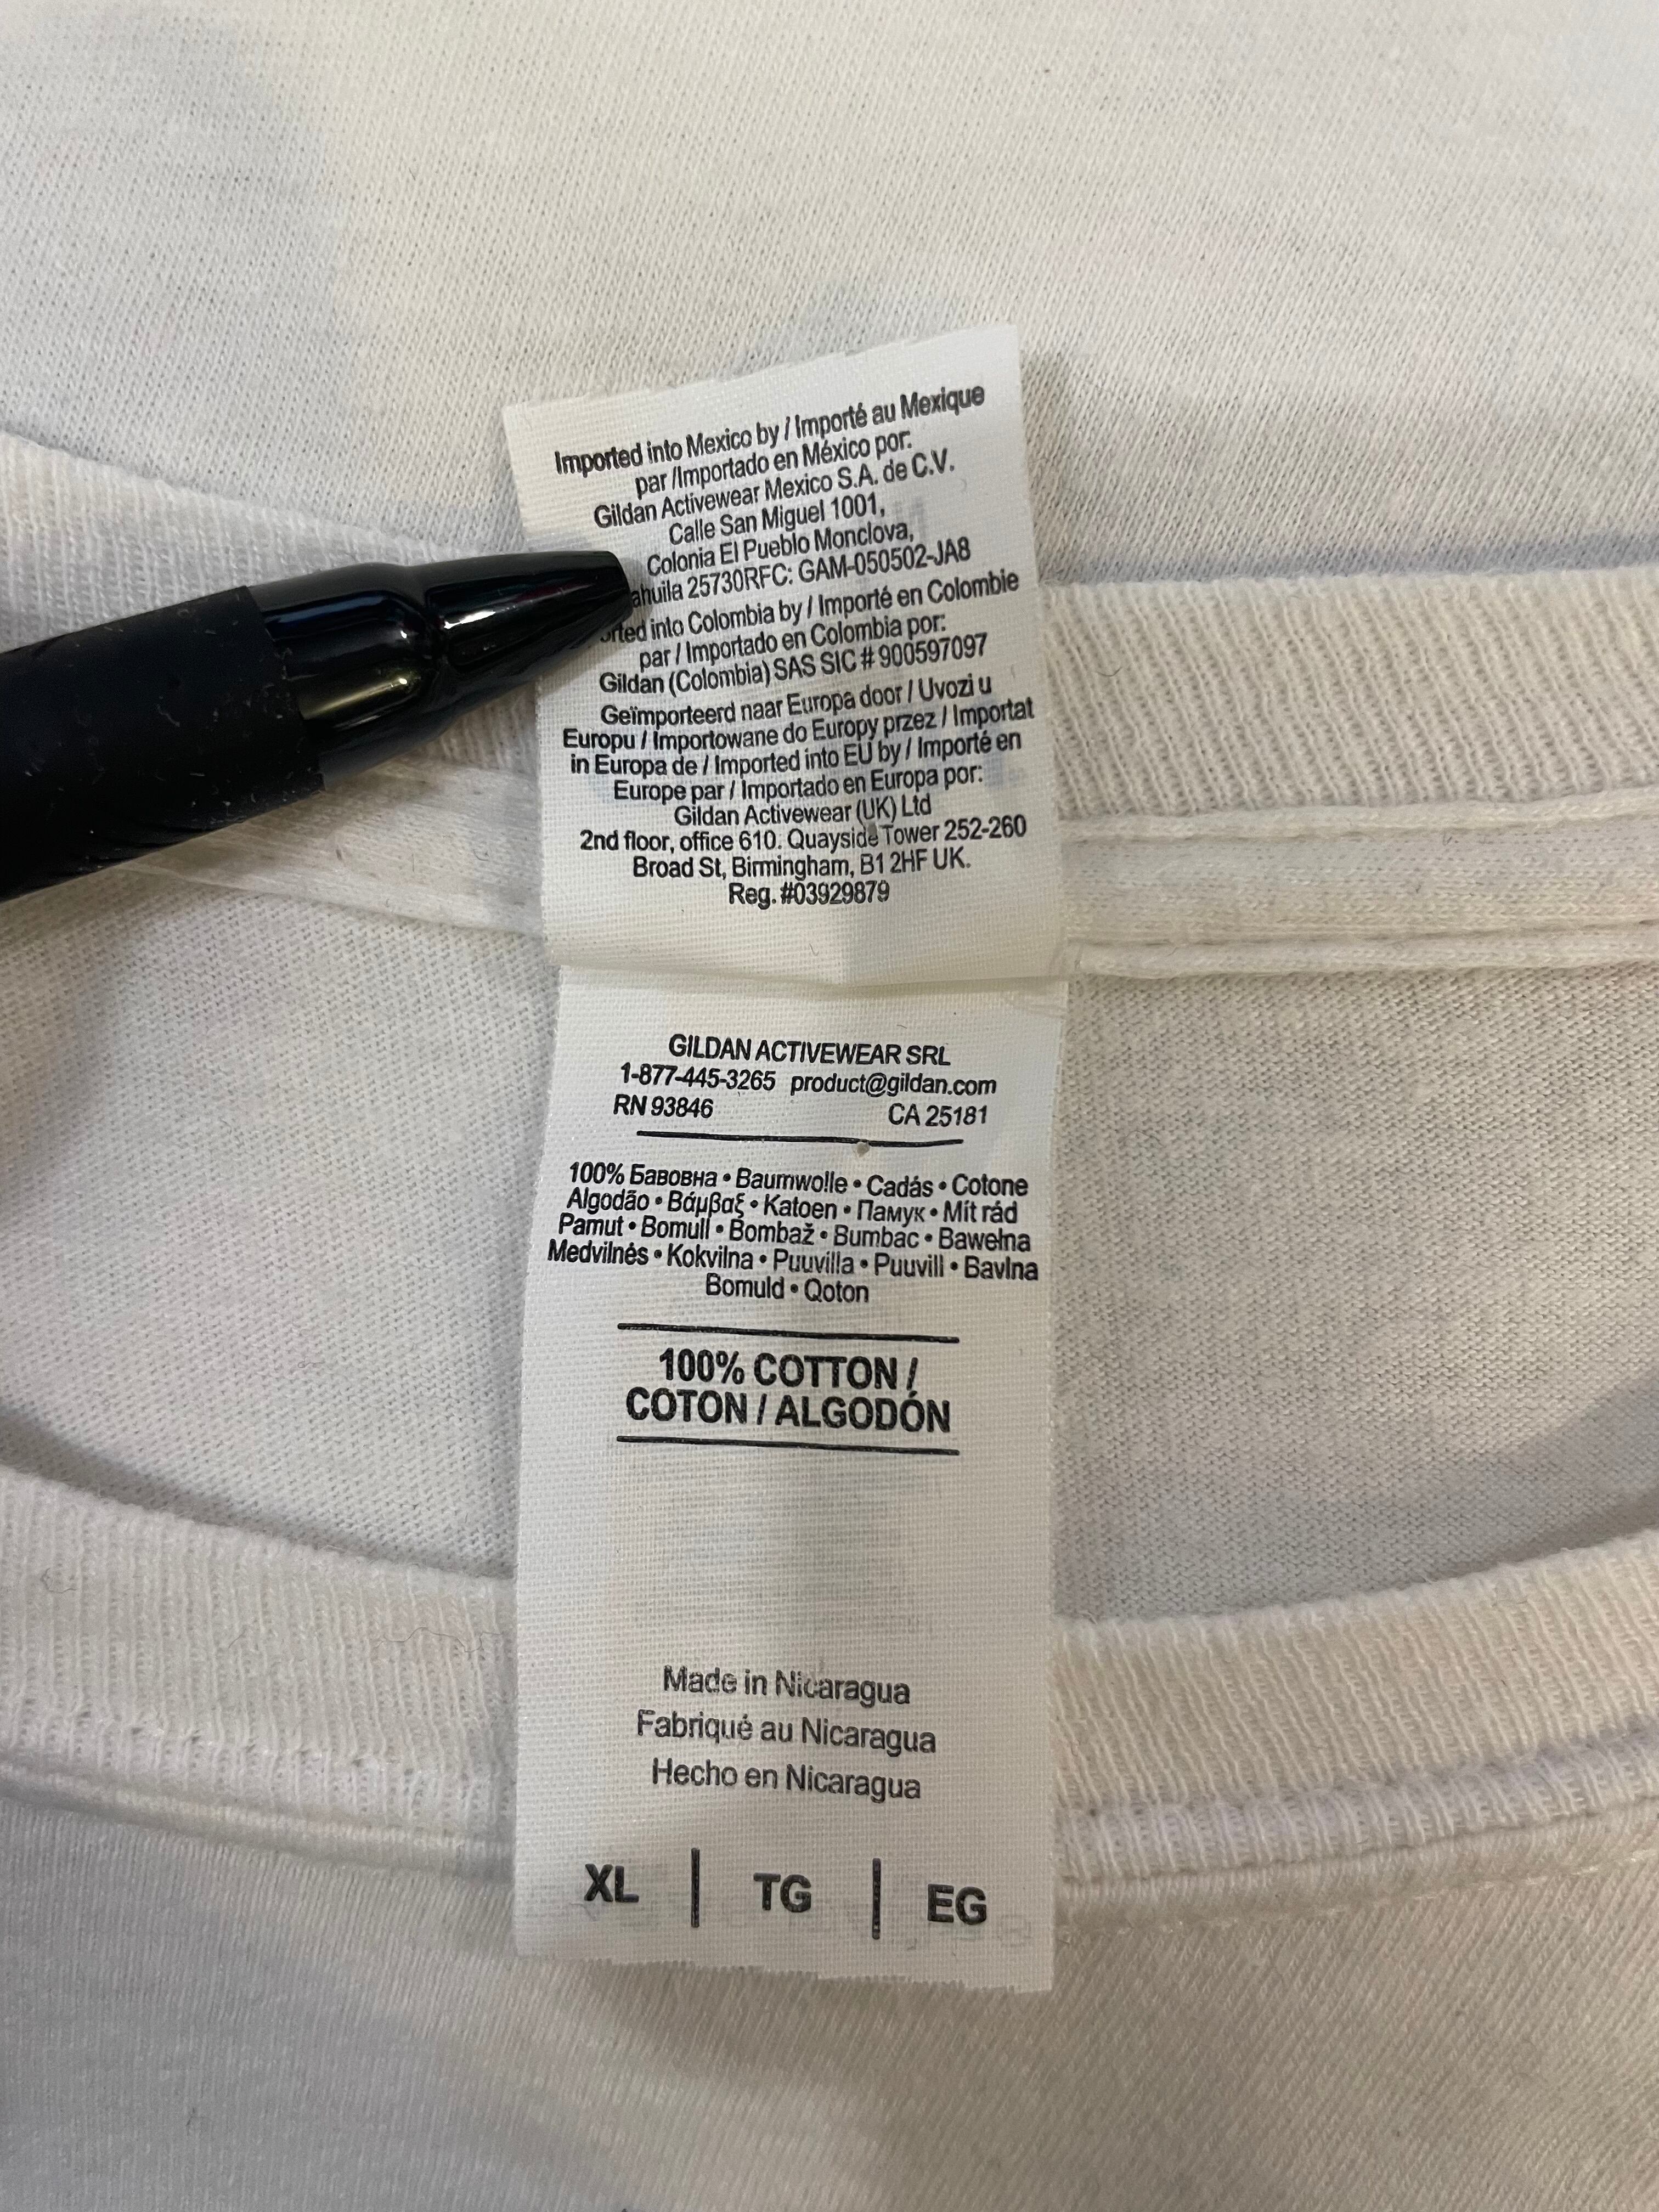 Imported into Mexico by / Importé au Mexique
par /Importado en México por:
Gildan Activewear Mexico S.A. de C.V.
Calle San Miguel 1001,
Colonia El Pueblo Monclova,
ahuila 25730RFC: GAM-050502-JA8
orted into Colombia by / Importé en Colombie
par / Importado en Colombia por:
Gildan (Colombia) SAS SIC # 900597097
Geïmporteerd naar Europa door / Uvozi u
Europu / Importowane do Europy przez / Importat
in Europa de / Imported into EU by / Importé en
Europe par / Importado en Europa por:
Gildan Activewear (UK) Ltd
2nd floor, office 610. Quayside Tower 252-260
Broad St, Birmingham, B1 2HF UK.
Reg. #03929879
GILDAN ACTIVEWEAR SRL
1-877-445-3265 product@gildan.com
RN 93846 CA 25181
100% Бавовна • Baumwolle • Cadás • Cotone
Algodão • Βάμβαξ • Katoen • Памук • Mit rád
Pamut • Bomull • Bombaž • Bumbac • Bawełna
Medvilnės • Kokvilna • Puuvilla • Puuvill • Bavlna
Bomuld • Qoton
100% COTTON /
COTON / ALGODÓN
Made in Nicaragua
Fabriqué au Nicaragua
Hecho en Nicaragua
XL | TG | EG